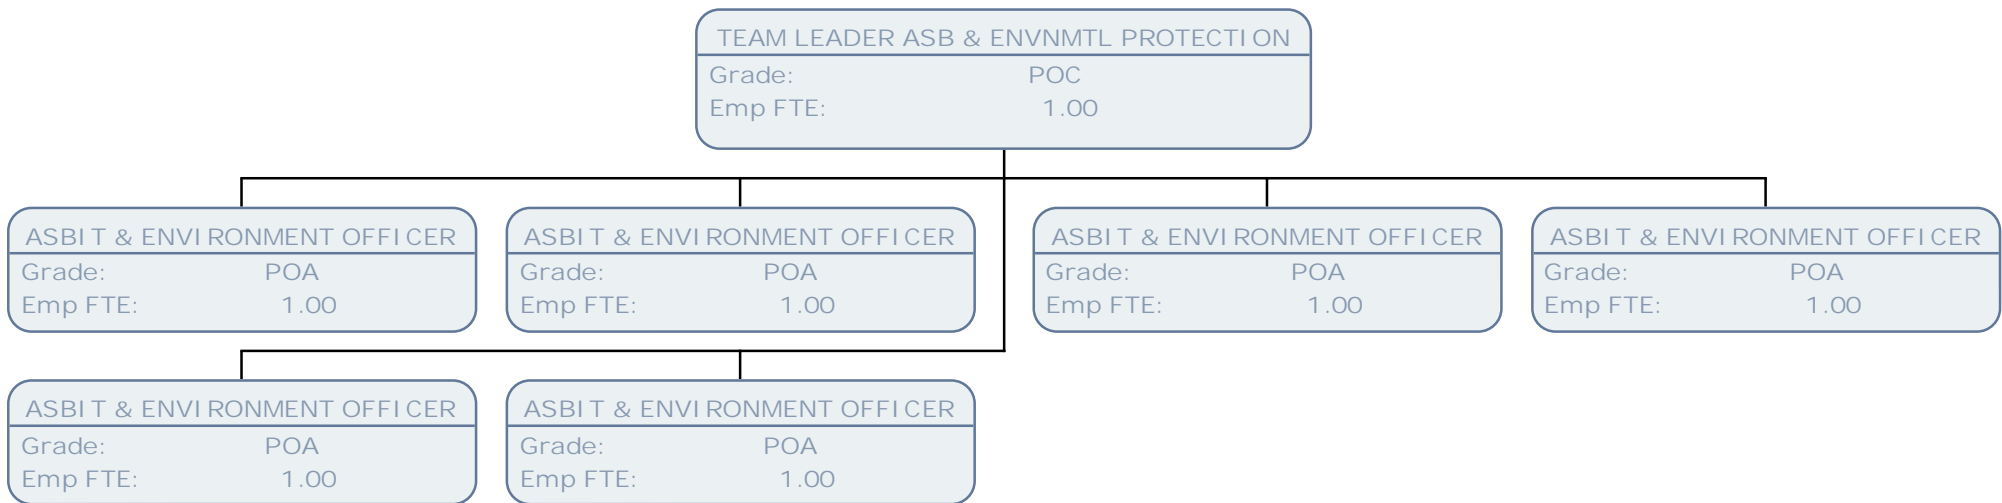 TEAM LEADER ASB & ENVNMTL PROTECTION
Grade: POC
Emp FTE: 1.00
ASBIT & ENVIRONMENT OFFICER
Grade: POA
Emp FTE: 1.00
ASBIT & ENVIRONMENT OFFICER
Grade: POA
Emp FTE: 1.00
ASBIT & ENVIRONMENT OFFICER
Grade: POA
Emp FTE: 1.00
ASBIT & ENVIRONMENT OFFICER
Grade: POA
Emp FTE: 1.00
ASBIT & ENVIRONMENT OFFICER
Grade: POA
Emp FTE: 1.00
ASBIT & ENVIRONMENT OFFICER
Grade: POA
Emp FTE: 1.00